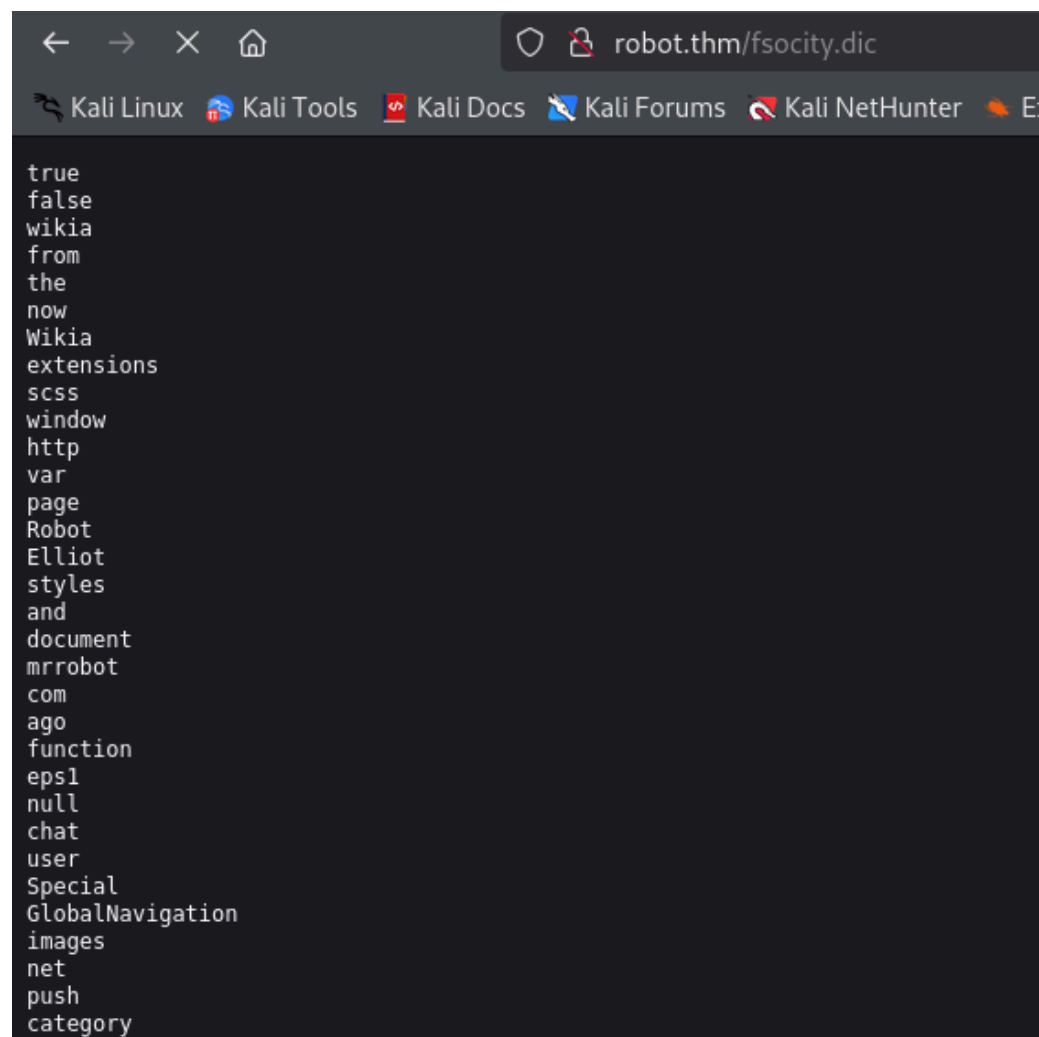 robot.thm/fsocity.dic
Kali Linux Kali Tools Kali Docs Kali Forums Kali NetHunter
true
false
wikia
from
the
now
Wikia
extensions
scss
window
http
var
page
Robot
Elliot
styles
and
document
mrrobot
com
ago
function
eps1
null
chat
user
Special
GlobalNavigation
images
net
push
category